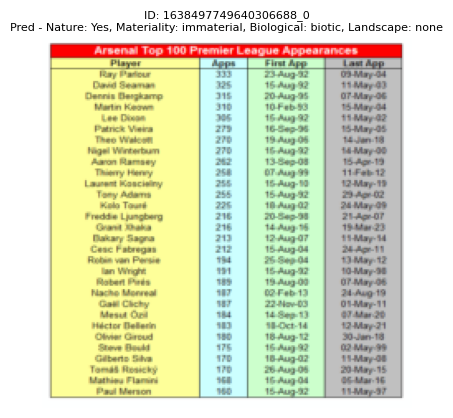 ID: 1638497749640306688_0
Pred - Nature: Yes, Materiality: immaterial, Biological: biotic, Landscape: none
Arsenal Top 100 Premier League Appearances
Player Apps First App Last App
Ray Parlour 333 23-Aug-92 09-May-04
David Seaman 325 15-Aug-92 11-May-03
Dennis Bergkamp 315 20-Aug-95 07-May-06
Martin Keown 310 10-Feb-93 15-May-04
Lee Dixon 305 15-Aug-92 11-May-02
Patrick Vieira 279 16-Sep-96 15-May-05
Theo Walcott 270 19-Aug-06 14-Jan-18
Nigel Winterburn 270 15-Aug-92 14-May-00
Aaron Ramsey 262 13-Sep-08 15-Apr-19
Thierry Henry 258 07-Aug-99 11-Feb-12
Laurent Koscielny 255 15-Aug-10 12-May-19
Tony Adams 255 15-Aug-92 29-Apr-02
Kolo Touré 225 18-Aug-02 24-May-09
Freddie Ljungberg 216 20-Sep-98 21-Apr-07
Granit Xhaka 216 14-Aug-16 19-Mar-23
Bakary Sagna 213 12-Aug-07 11-May-14
Cesc Fabregas 212 15-Aug-04 24-Apr-11
Robin van Persie 194 25-Sep-04 13-May-12
Ian Wright 191 15-Aug-92 10-May-98
Robert Pirés 189 19-Aug-00 07-May-06
Nacho Monreal 187 02-Feb-13 24-Aug-19
Gaël Clichy 187 22-Nov-03 01-May-11
Mesut Özil 184 14-Sep-13 07-Mar-20
Héctor Bellerín 183 18-Oct-14 12-May-21
Olivier Giroud 180 18-Aug-12 30-Jan-18
Steve Bould 175 15-Aug-92 02-May-99
Gilberto Silva 170 18-Aug-02 11-May-08
Tomáš Rosický 170 26-Aug-06 20-May-15
Mathieu Flamini 168 15-Aug-04 05-Mar-16
Paul Merson 160 15-Aug-92 11-May-97